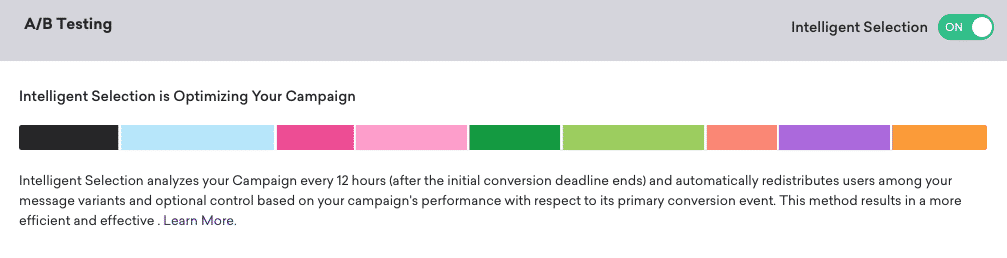 A/B Testing
Intelligent Selection
ON
Intelligent Selection is Optimizing Your Campaign
Intelligent Selection analyzes your Campaign every 12 hours (after the initial conversion deadline ends) and automatically redistributes users among your
message variants and optional control based on your campaign's performance with respect to its primary conversion event. This method results in a more
efficient and effective . Learn More.